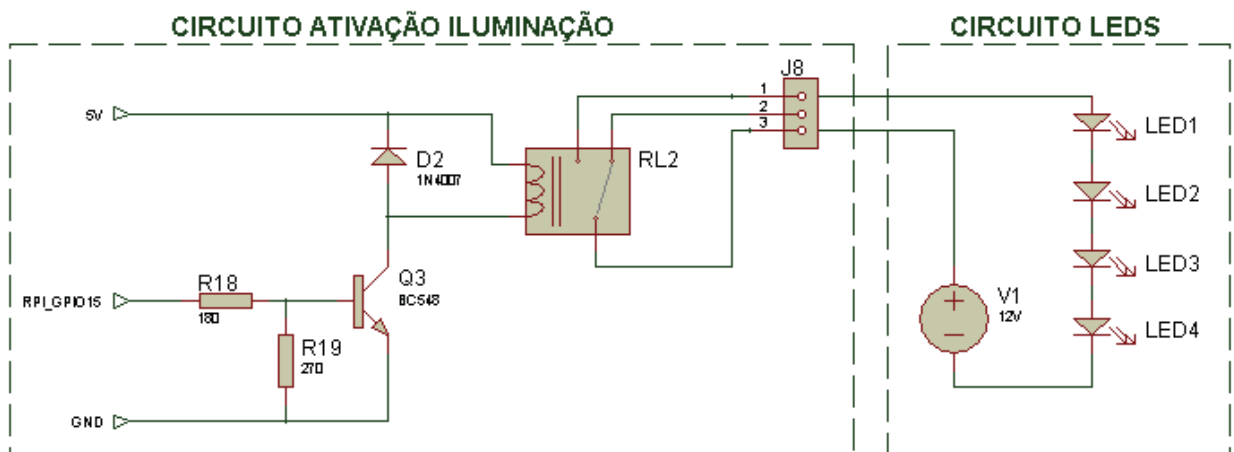 CIRCUITO ATIVAÇÃO ILUMINAÇÃO
CIRCUITO LEDS
J8
1
2
3
5V
D2
1N4007
RL2
LED1
LED2
LED3
LED4
R18
180
RPI_GPIO15
Q3
BC548
R19
270
GND
V1
12V